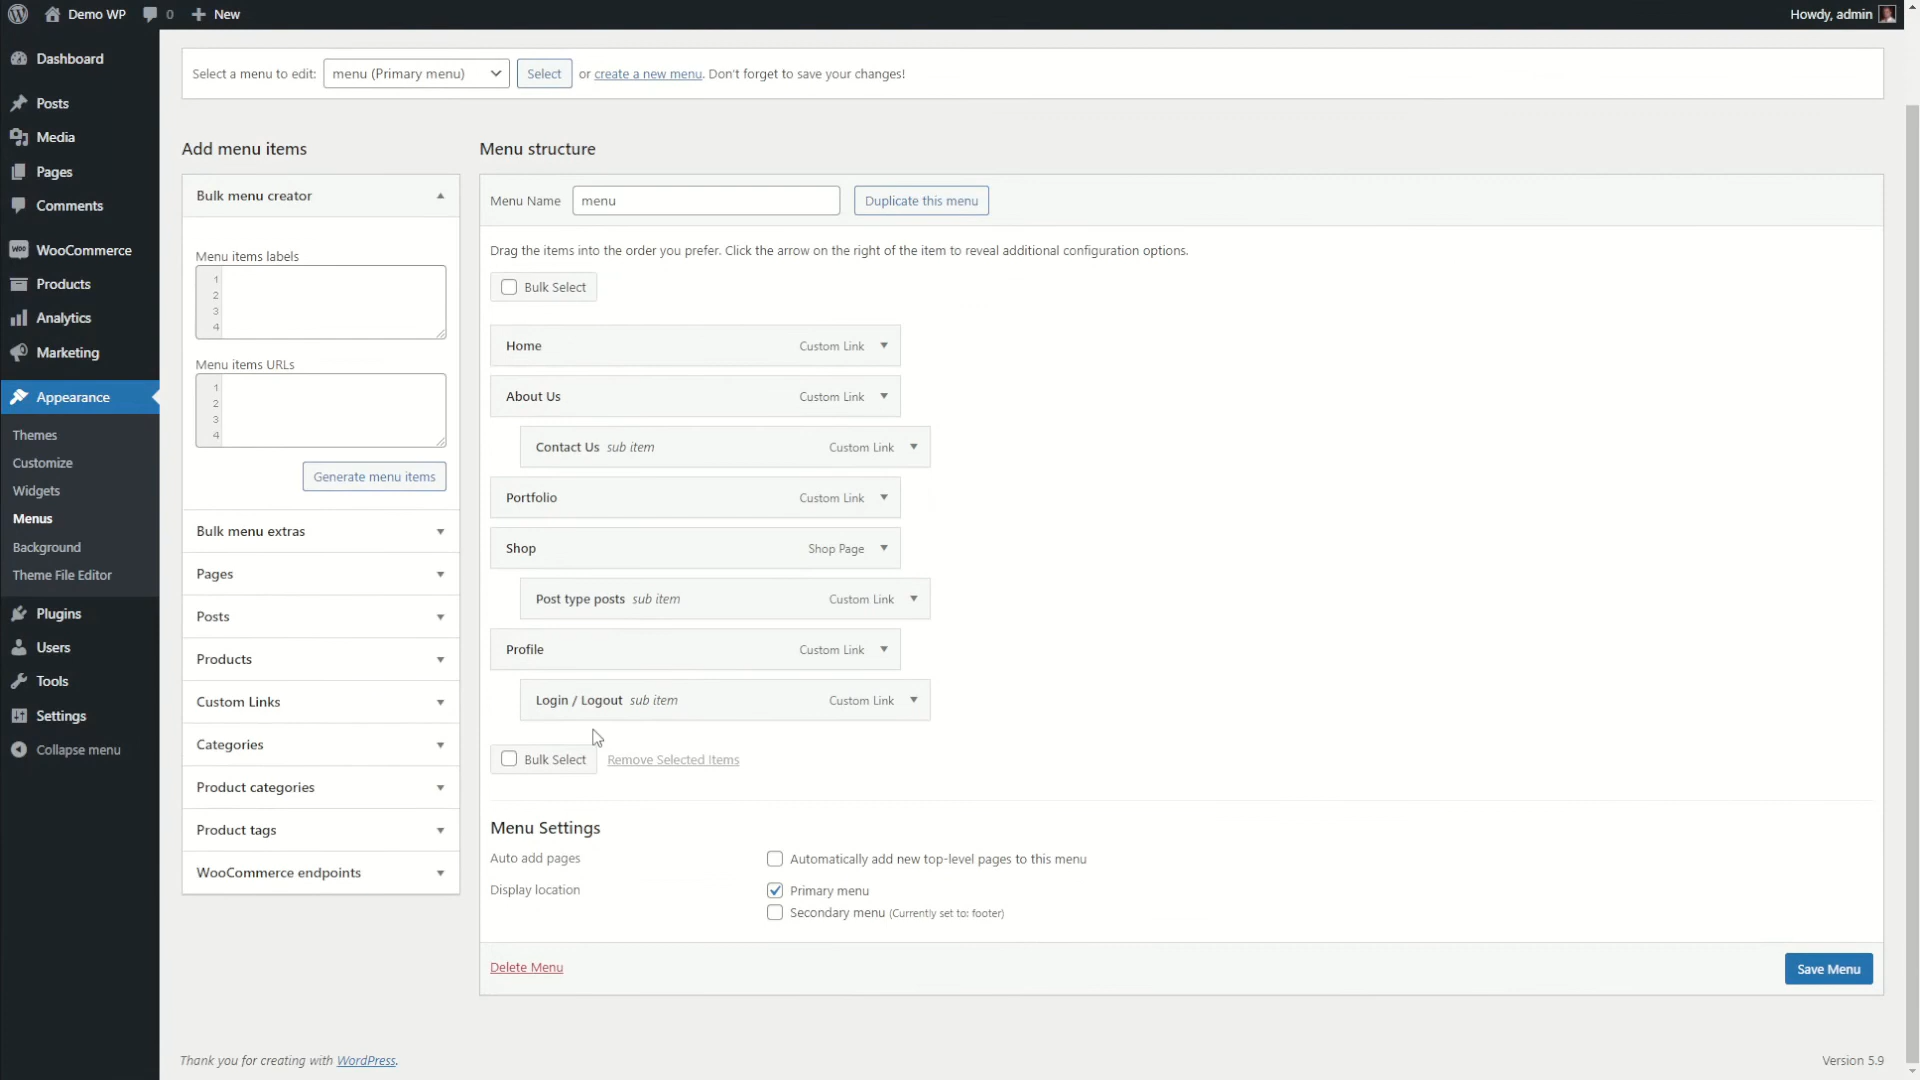 Demo WP 0 New Howdy, admin
Dashboard
Posts
Media
Pages
Comments
WooCommerce
Products
Analytics
Marketing
Appearance
Themes
Customize
Widgets
Menus
Background
Theme File Editor
Plugins
Users
Tools
Settings
Collapse menu
Select a menu to edit: menu (Primary menu) Select or create a new menu. Don't forget to save your changes!
Add menu items
Bulk menu creator
Menu items labels
1
2
3
4
Menu items URLs
1
2
3
4
Generate menu items
Bulk menu extras
Pages
Posts
Products
Custom Links
Categories
Product categories
Product tags
WooCommerce endpoints
Menu structure
Menu Name menu Duplicate this menu
Drag the items into the order you prefer. Click the arrow on the right of the item to reveal additional configuration options.
Bulk Select
Home Custom Link
About Us Custom Link
Contact Us sub item Custom Link
Portfolio Custom Link
Shop Shop Page
Post type posts sub item Custom Link
Profile Custom Link
Login / Logout sub item Custom Link
Bulk Select Remove Selected Items
Menu Settings
Auto add pages Automatically add new top-level pages to this menu
Display location Primary menu
Secondary menu (Currently set to: footer)
Delete Menu Save Menu
Thank you for creating with WordPress. Version 5.9